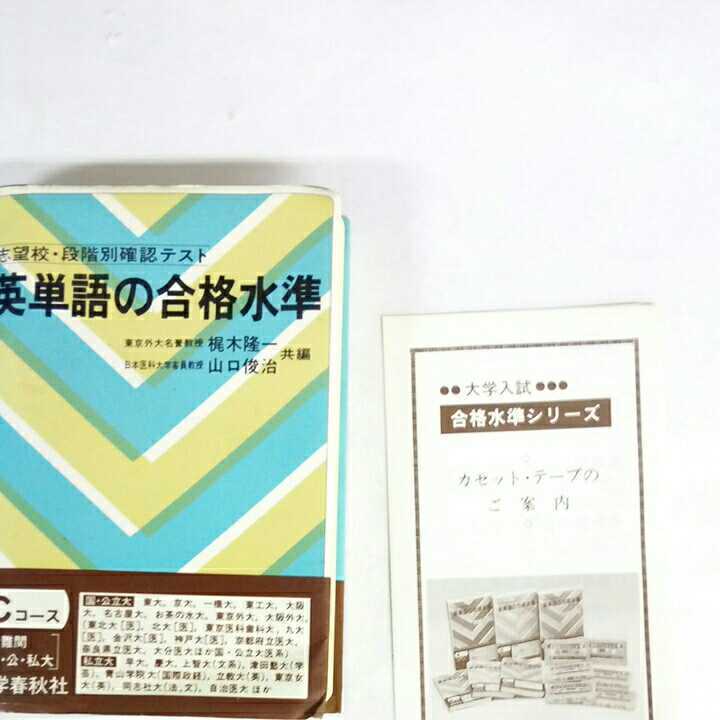 志望校・段階別確認テスト
英単語の合格水準
東京外大名誉教授 梶木隆一
日本医科大学客員教授 山口俊治
共編
Cコース
難関
・公・私大
学春秋社
国・公立大 東大、京大、一橋大、東工大、大阪
大、名古屋大、お茶の水大、東京外大、大阪外大、
[東北大[医]、北大[医]、東京医科歯科大、九大
[医]、金沢大[医]、神戸大[医]、京都府立医大、
奈良県立医大、大分医大ほか国・公立大医系)
私立大 早大、慶大、上智大(文系)、津田塾大(学
芸)、青山学院大(国際政経)、立教大(英)、東京女
大(英)、同志社大(法,文)、自治医大 ほか
●●大学入試●●●
合格水準シリーズ
カセット・テープの
ご案内